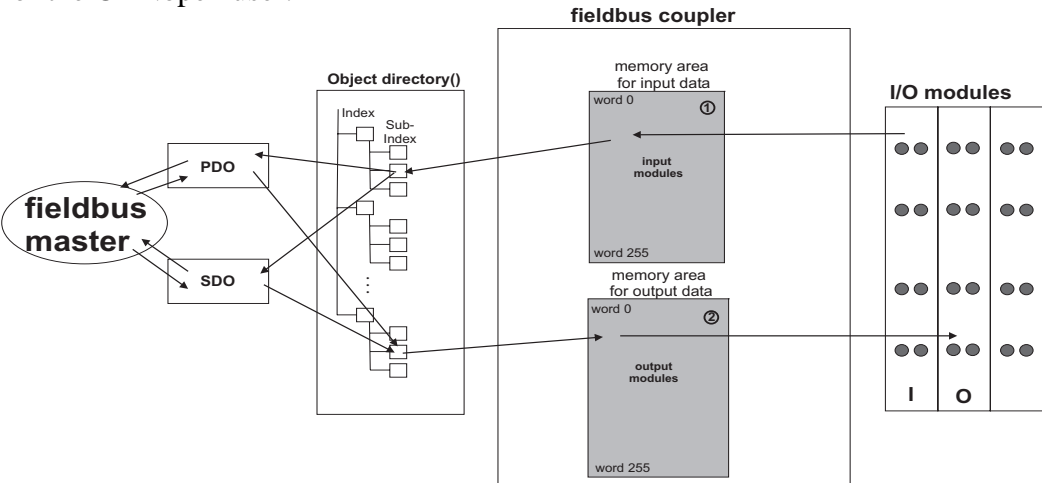 fieldbus coupler
memory area
for input data
word 0
①
input
modules
word 255
memory area
for output data
word 0
②
output
modules
word 255
Object directory()
Index
Sub-
Index
PDO
SDO
fieldbus
master
I/O modules
I
O